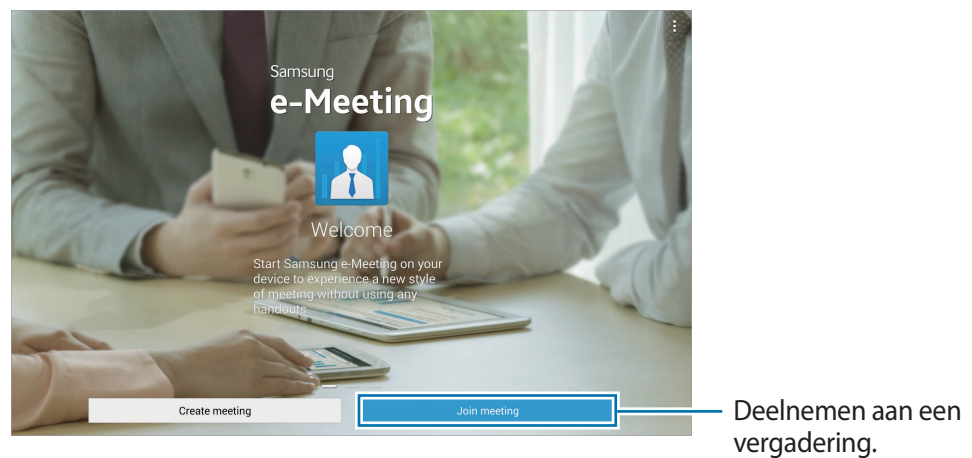 Samsung
e-Meeting
Welcome
Start Samsung e-Meeting on your
device to experience a new style
of meeting without using any
handouts.
Create meeting
Join meeting
Deelnemen aan een
vergadering.